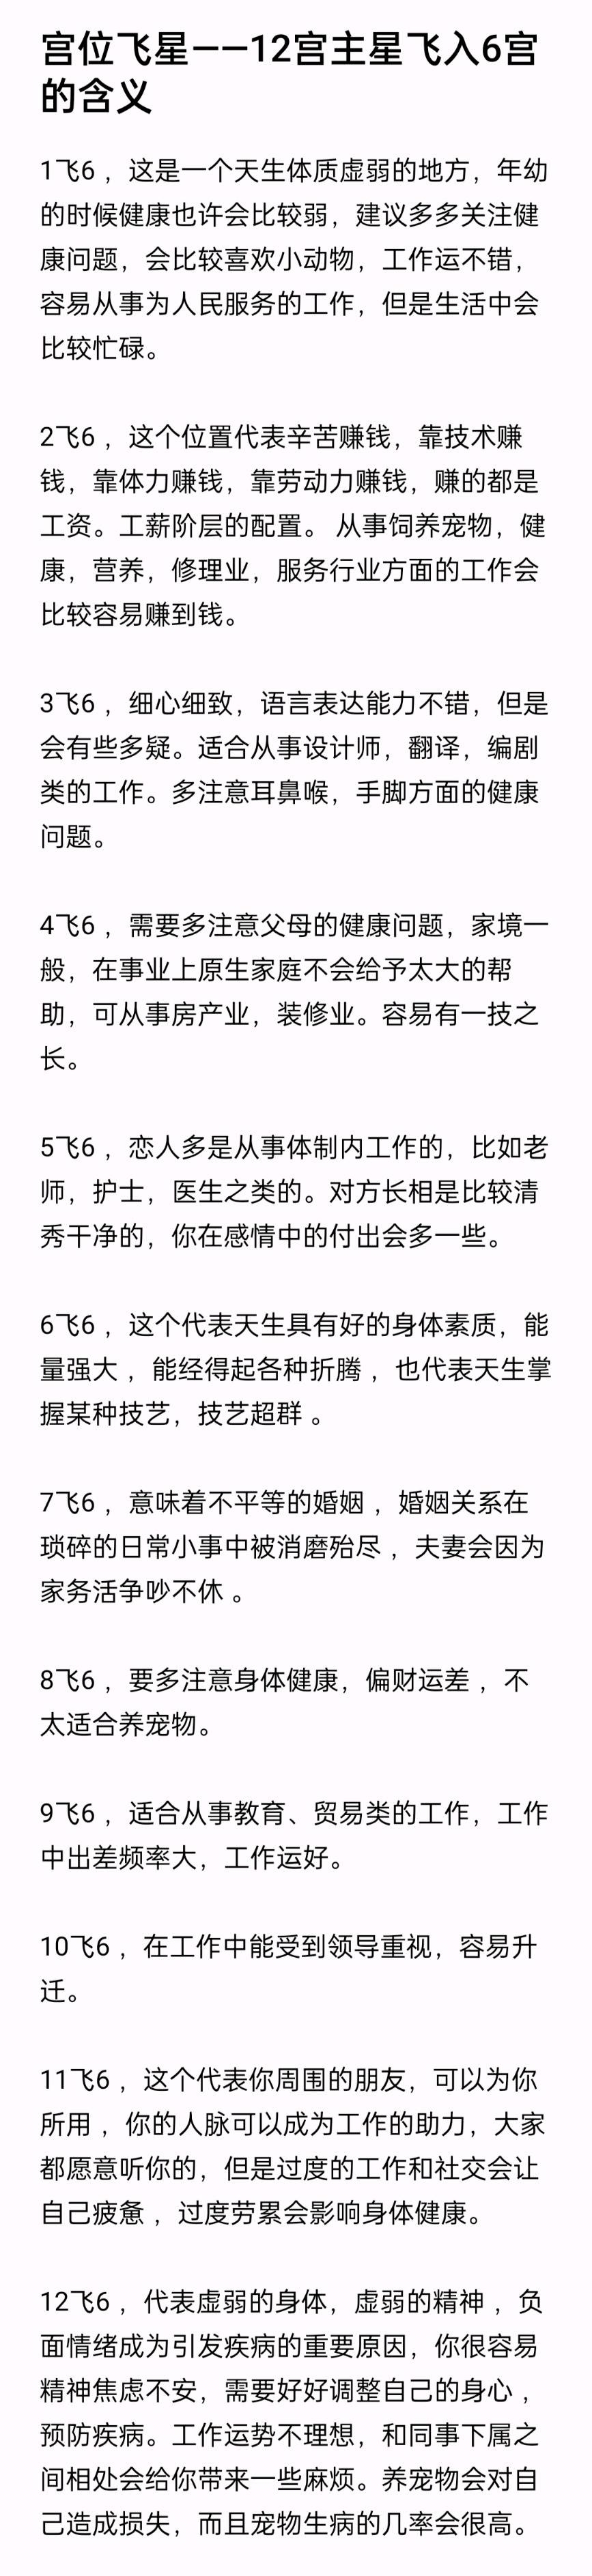 宫位飞星——12宫主星飞入6宫
的含义
1飞6 ，这是一个天生体质虚弱的地方，年幼
的时候健康也许会比较弱，建议多多关注健
康问题，会比较喜欢小动物，工作运不错，
容易从事为人民服务的工作，但是生活中会
比较忙碌。
2飞6 ，这个位置代表辛苦赚钱，靠技术赚
钱，靠体力赚钱，靠劳动力赚钱，赚的都是
工资。工薪阶层的配置。 从事饲养宠物，健
康，营养，修理业，服务行业方面的工作会
比较容易赚到钱。
3飞6 ，细心细致，语言表达能力不错，但是
会有些多疑。适合从事设计师，翻译，编剧
类的工作。多注意耳鼻喉，手脚方面的健康
问题。
4飞6 ，需要多注意父母的健康问题，家境一
般，在事业上原生家庭不会给予太大的帮
助，可从事房产业，装修业。容易有一技之
长。
5飞6 ，恋人多是从事体制内工作的，比如老
师，护士，医生之类的。对方长相是比较清
秀干净的，你在感情中的付出会多一些。
6飞6 ，这个代表天生具有好的身体素质，能
量强大 ，能经得起各种折腾 ，也代表天生掌
握某种技艺，技艺超群 。
7飞6 ，意味着不平等的婚姻 ，婚姻关系在
琐碎的日常小事中被消磨殆尽 ，夫妻会因为
家务活争吵不休 。
8飞6 ，要多注意身体健康，偏财运差 ，不
太适合养宠物。
9飞6 ，适合从事教育、贸易类的工作，工作
中出差频率大，工作运好。
10飞6 ，在工作中能受到领导重视，容易升
迁。
11飞6 ，这个代表你周围的朋友，可以为你
所用 ，你的人脉可以成为工作的助力，大家
都愿意听你的，但是过度的工作和社交会让
自己疲惫 ，过度劳累会影响身体健康。
12飞6 ，代表虚弱的身体，虚弱的精神 ，负
面情绪成为引发疾病的重要原因，你很容易
精神焦虑不安，需要好好调整自己的身心 ，
预防疾病。工作运势不理想，和同事下属之
间相处会给你带来一些麻烦。养宠物会对自
己造成损失，而且宠物生病的几率会很高。